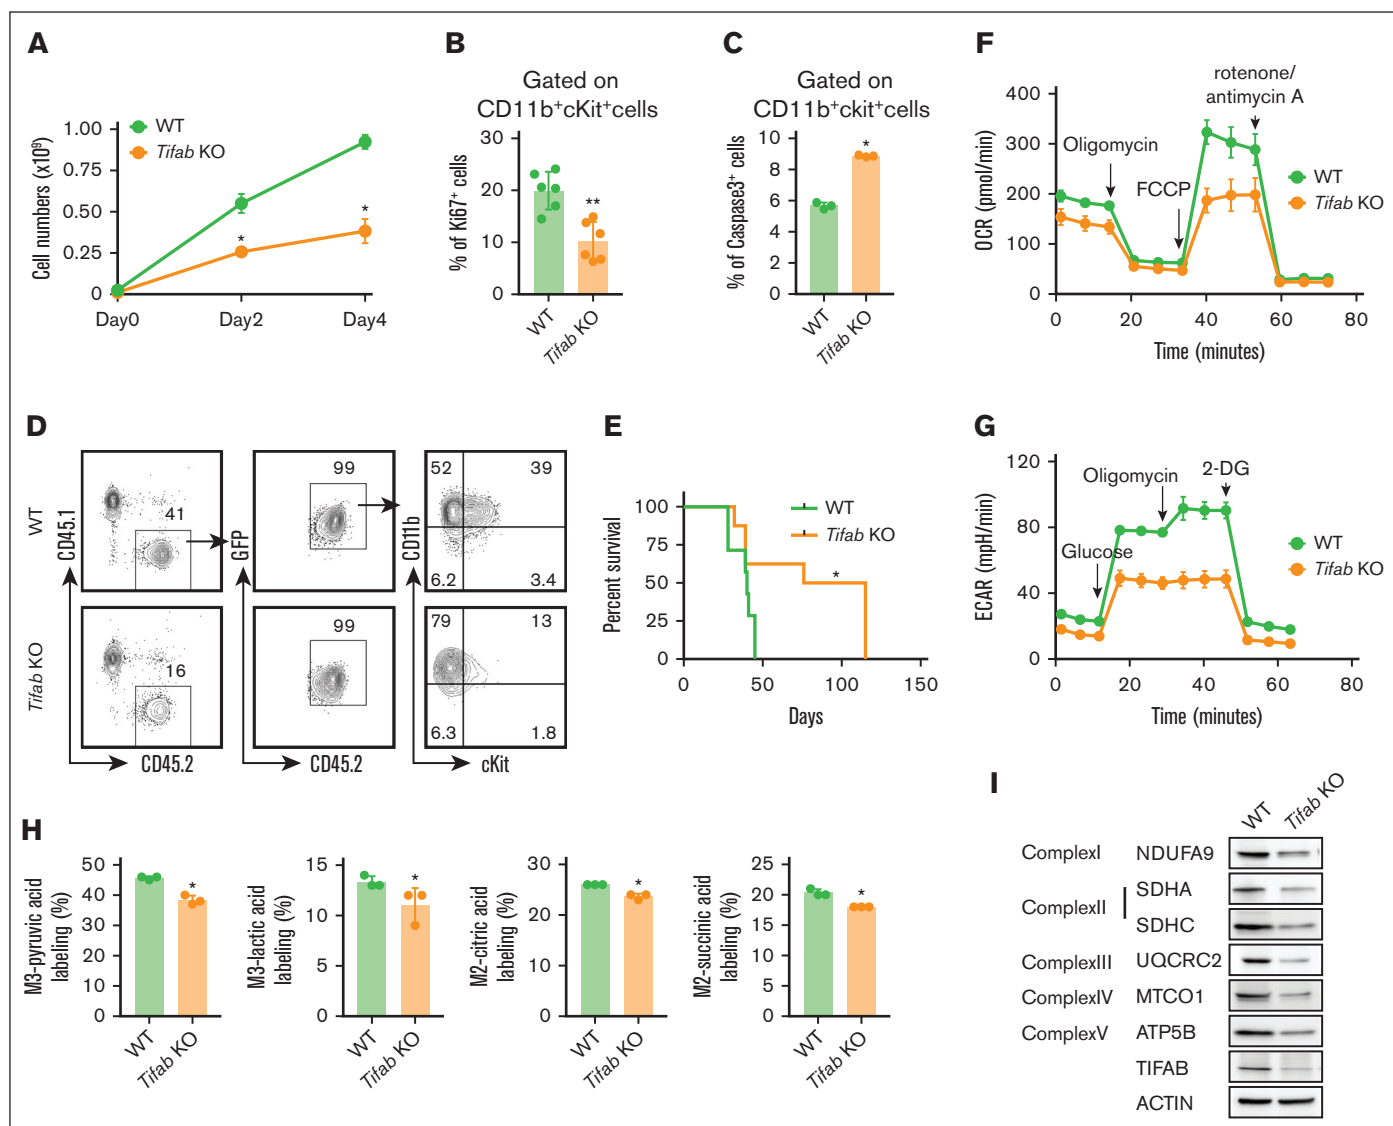 A
Cell numbers (x10⁹)
1.00
0.75
0.50
0.25
0
WT
Tifab KO
*
*
Day0
Day2
Day4
B
Gated on
CD11b⁺cKit⁺cells
% of Ki67⁺ cells
30
20
10
0
**
WT
Tifab KO
C
Gated on
CD11b⁺ckit⁺cells
% of Caspase3⁺ cells
10
8
6
4
2
0
*
WT
Tifab KO
F
OCR (pmol/min)
400
300
200
100
0
Oligomycin
FCCP
rotenone/
antimycin A
WT
Tifab KO
0
20
40
60
80
Time (minutes)
D
WT
Tifab KO
CD45.1
41
GFP
99
CD11b
52
39
6.2
3.4
16
99
79
13
6.3
1.8
CD45.2
CD45.2
cKit
E
Percent survival
100
75
50
25
0
WT
Tifab KO
*
0
50
100
150
Days
G
ECAR (mpH/min)
120
80
40
0
Glucose
Oligomycin
2-DG
WT
Tifab KO
0
20
40
60
80
Time (minutes)
H
M3-pyruvic acid
labeling (%)
50
40
30
20
10
0
*
WT
Tifab KO
M3-lactic acid
labeling (%)
15
10
5
0
*
WT
Tifab KO
M2-citric acid
labeling (%)
30
20
10
0
*
WT
Tifab KO
M2-succinic acid
labeling (%)
25
20
15
10
5
0
*
WT
Tifab KO
I
WT
Tifab KO
ComplexI
NDUFA9
ComplexII
SDHA
SDHC
ComplexIII
UQCRC2
ComplexIV
MTCO1
ComplexV
ATP5B
TIFAB
ACTIN